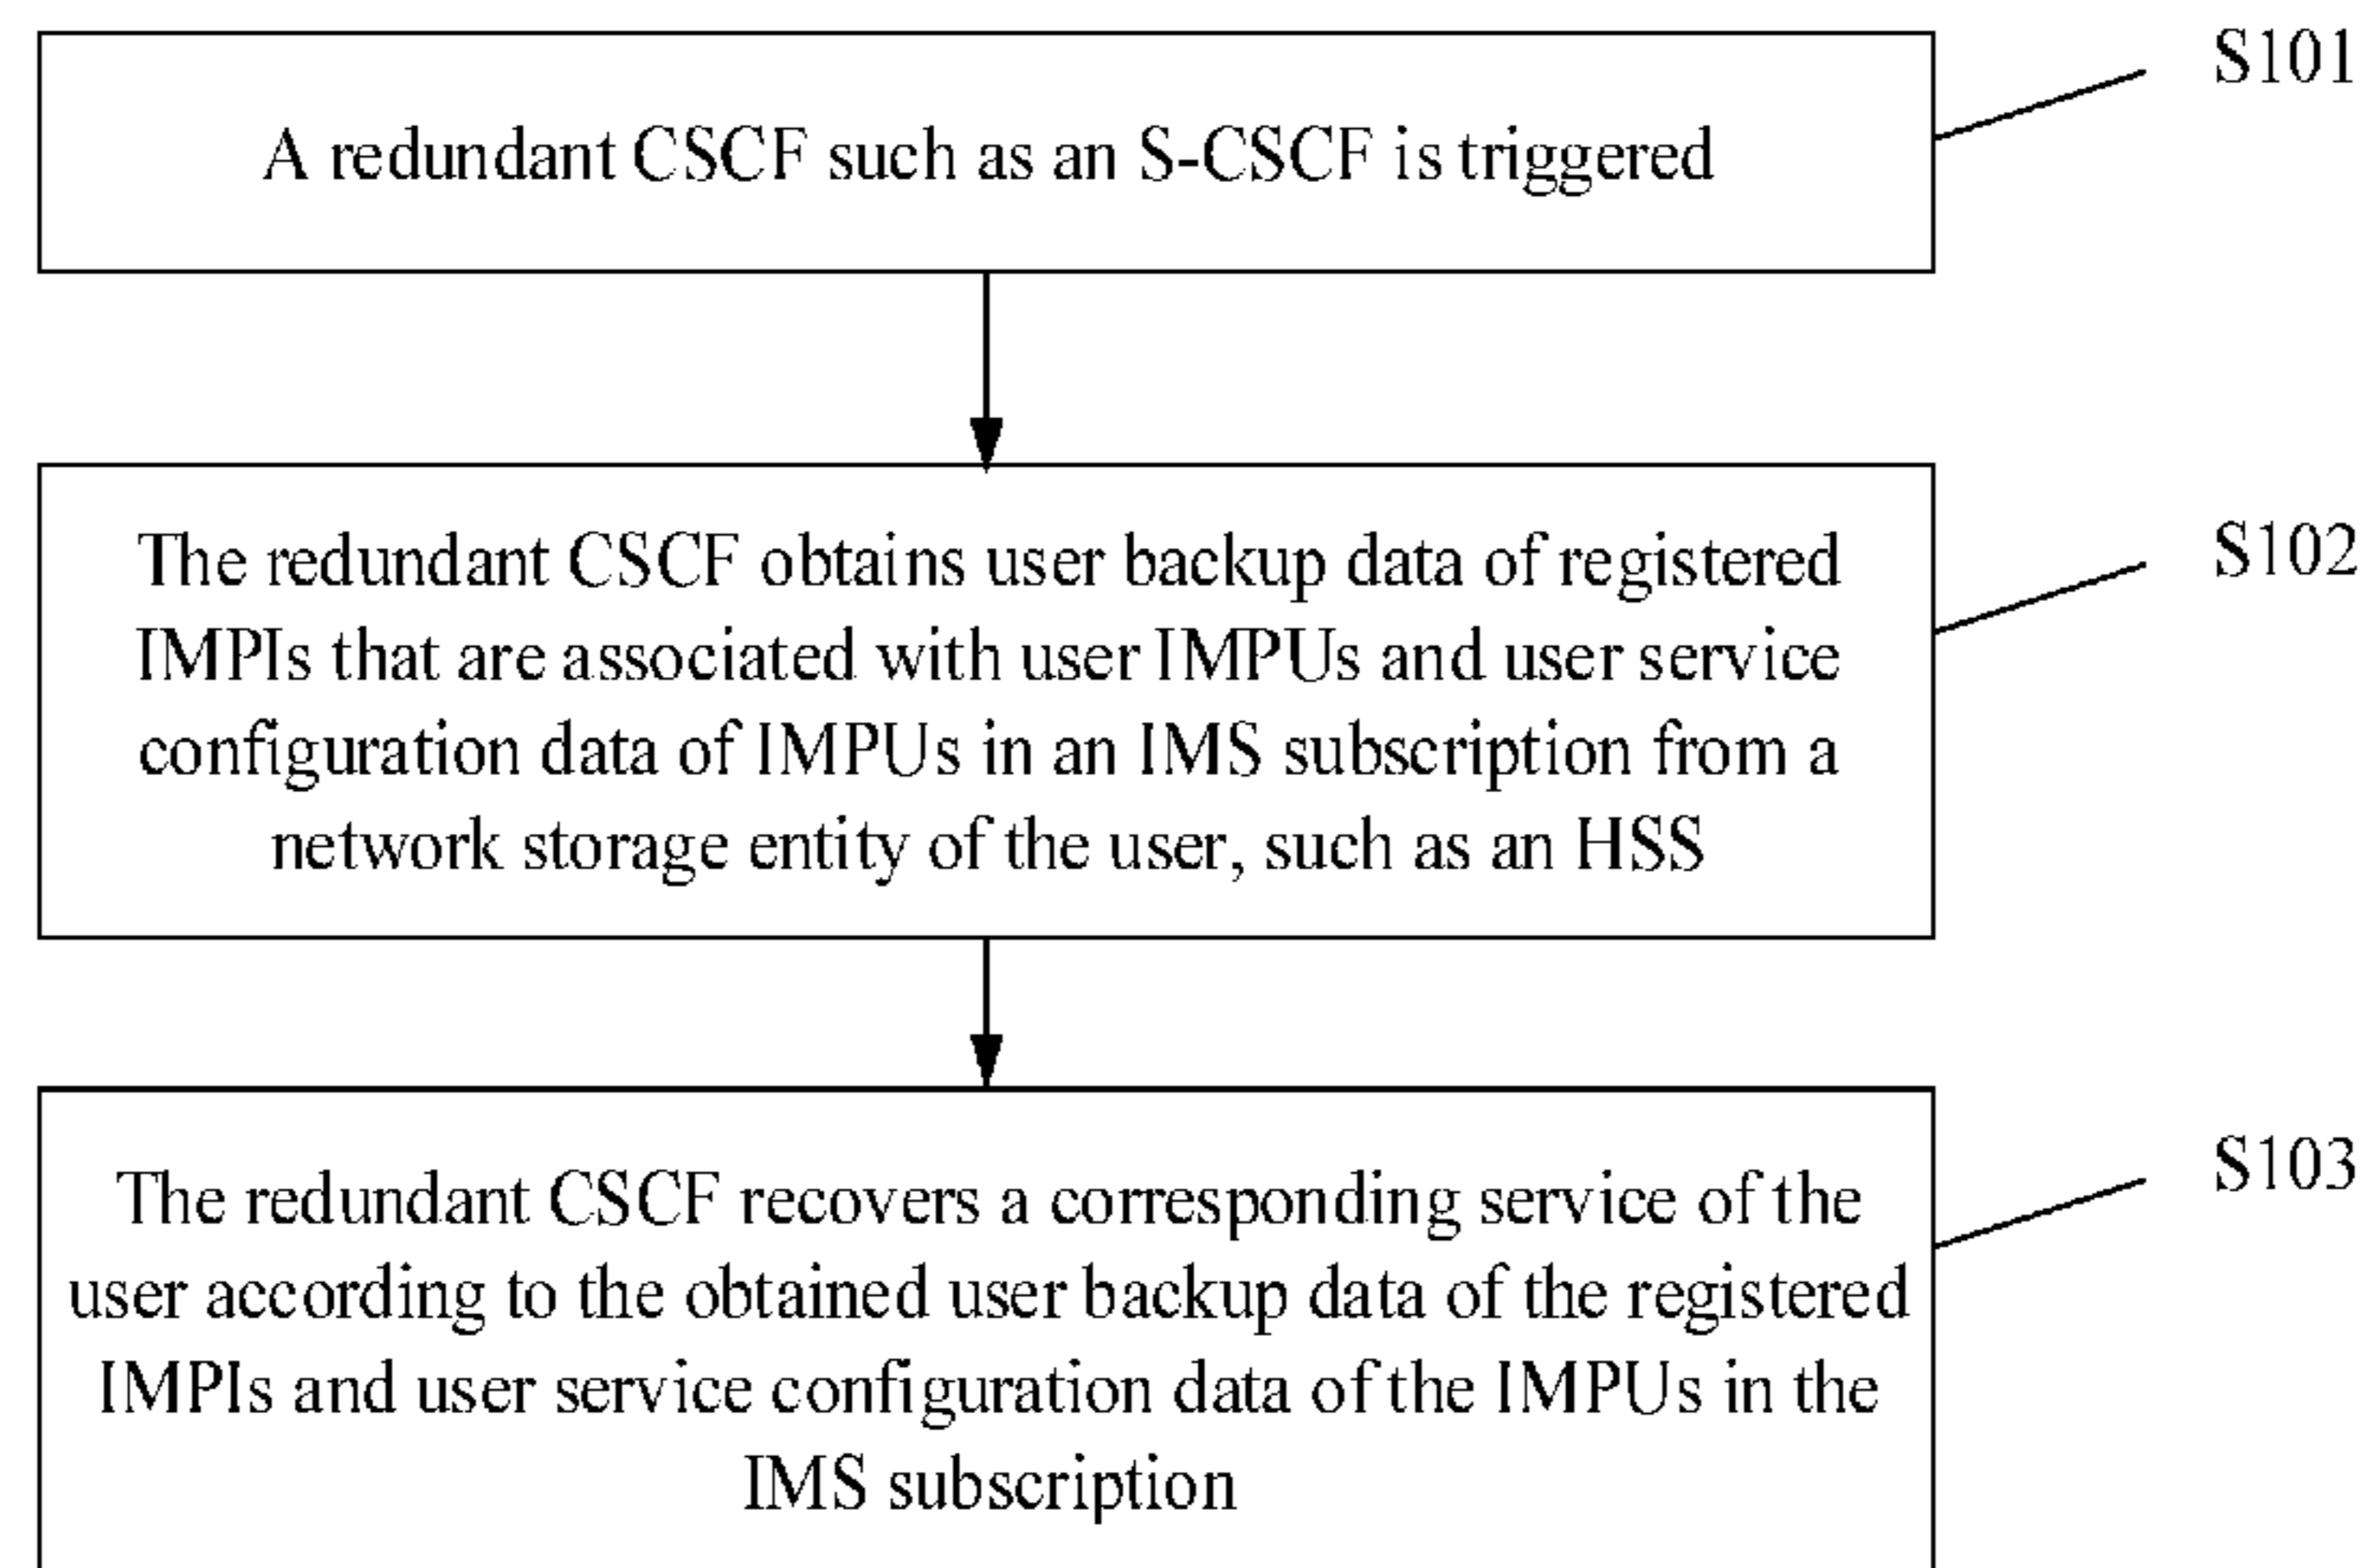 A redundant CSCF such as an S-CSCF is triggered
S101
The redundant CSCF obtains user backup data of registered
IMPIs that are associated with user IMPUs and user service
configuration data of IMPUs in an IMS subscription from a
network storage entity of the user, such as an HSS
S102
The redundant CSCF recovers a corresponding service of the
user according to the obtained user backup data of the registered
IMPIs and user service configuration data of the IMPUs in the
IMS subscription
S103